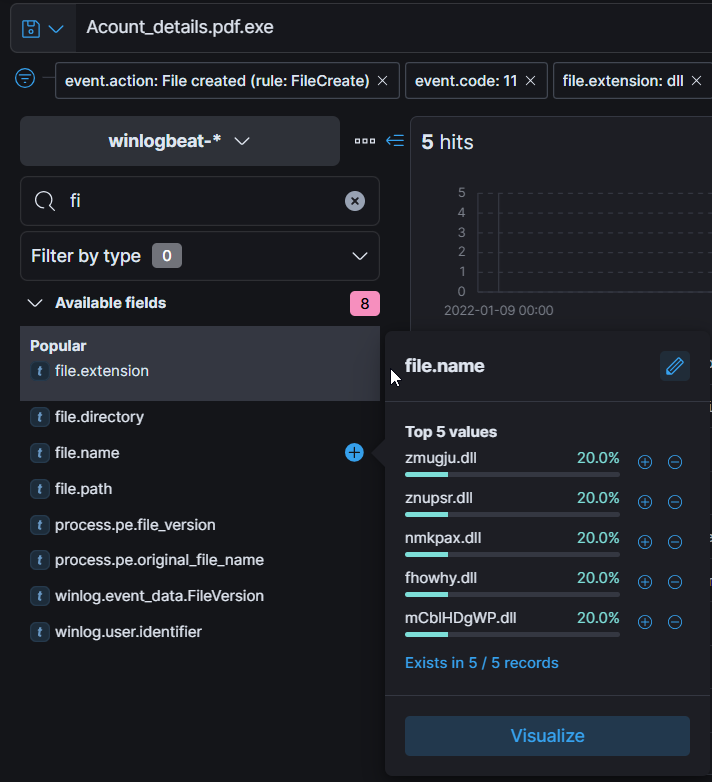 Acount_details.pdf.exe
event.action: File created (rule: FileCreate) ×
event.code: 11 ×
file.extension: dll ×
winlogbeat-*
5 hits
fi
Filter by type 0
Available fields 8
Popular
file.extension
file.directory
file.name
file.path
process.pe.file_version
process.pe.original_file_name
winlog.event_data.FileVersion
winlog.user.identifier
5
4
3
2
1
0
2022-01-09 00:00
file.name
Top 5 values
zmugju.dll 20.0%
znupsr.dll 20.0%
nmkpax.dll 20.0%
fhowhy.dll 20.0%
mCblHDgWP.dll 20.0%
Exists in 5 / 5 records
Visualize